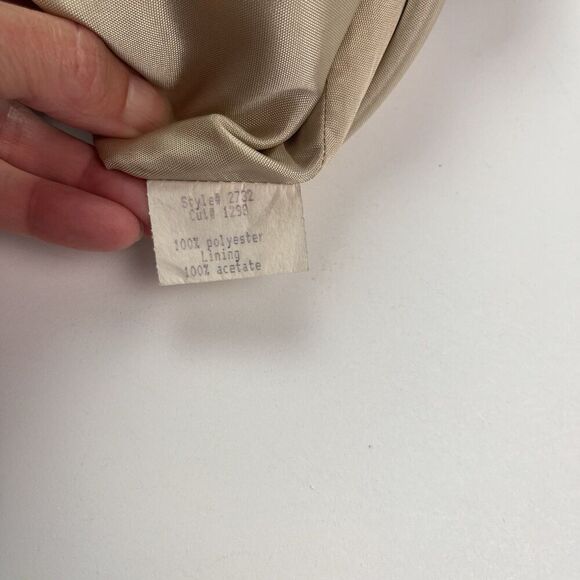 Style# 2732
Cut# 1298
100% polyester
Lining
100% acetate